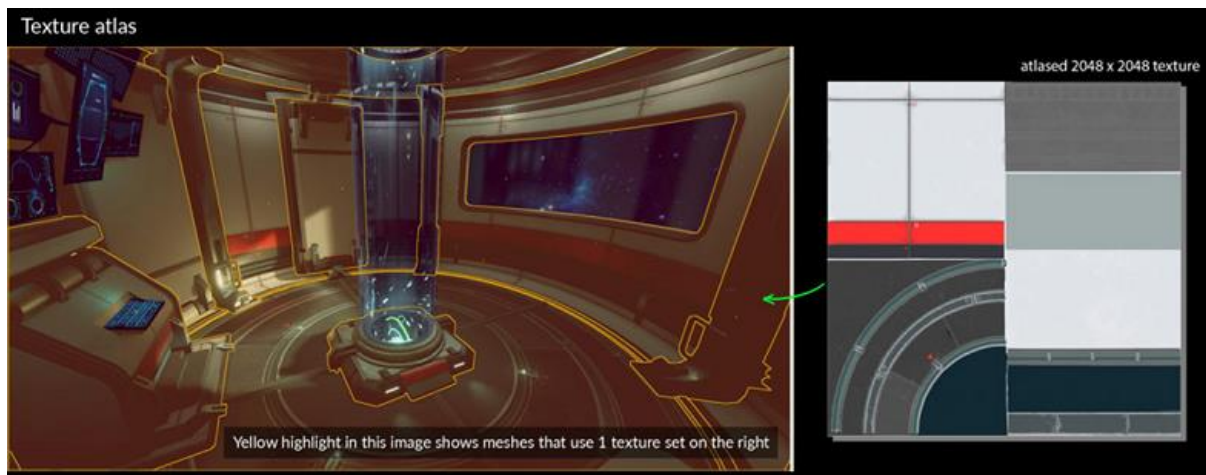 Texture atlas
atlased 2048 x 2048 texture
Yellow highlight in this image shows meshes that use 1 texture set on the right